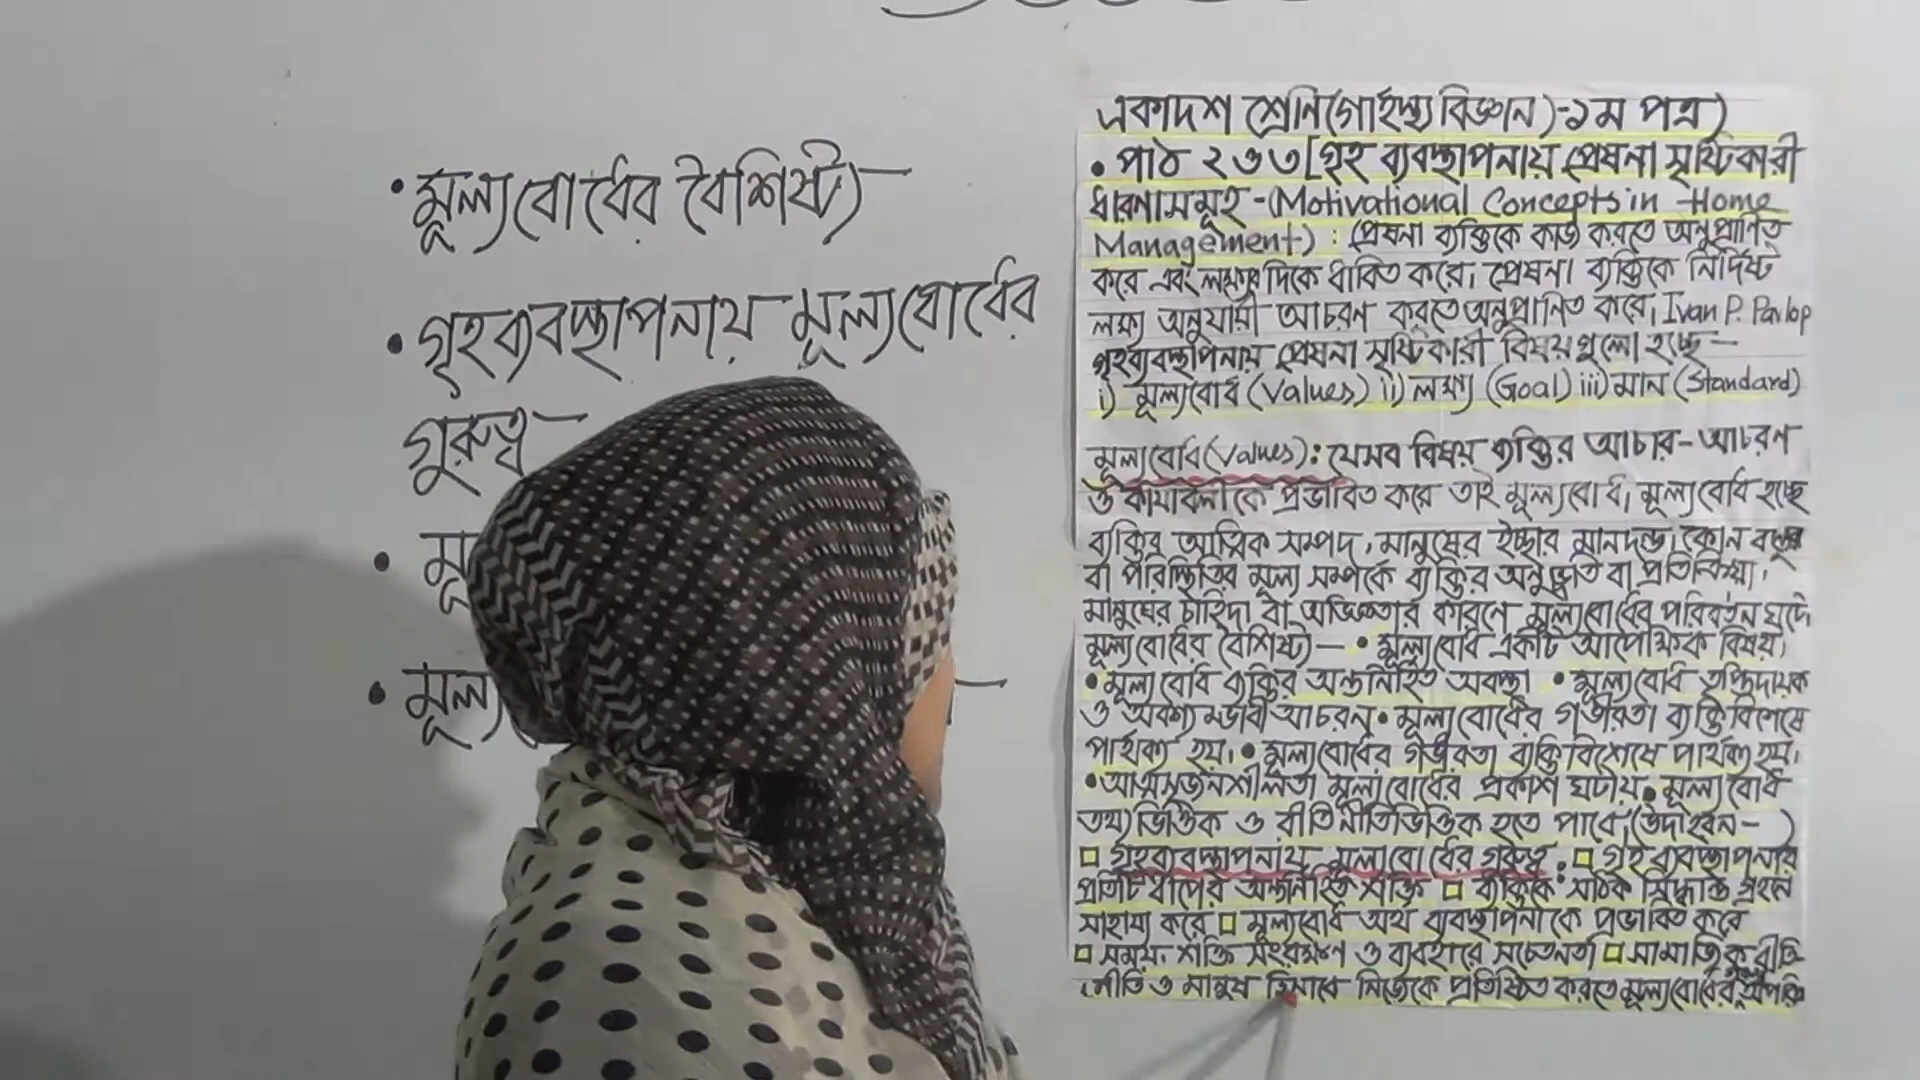 • মূল্যবোধের বৈশিষ্ট্য —
• গৃহব্যবস্থাপনায় মূল্যবোধের
গুরুত্ব —
• মূ
• মূল্য
একাদশ শ্রেনি(গার্হস্থ্য বিজ্ঞান)-১ম পত্র)
• পাঠ ২ ও ৩ [গৃহ ব্যবস্থাপনায় প্রেষনা সৃষ্টিকারী
ধারনাসমূহ -(Motivational Concepts in Home
Management) : প্রেষনা ব্যক্তিকে কাজ করতে অনুপ্রাণিত
করে এবং লক্ষ্যের দিকে ধাবিত করে। প্রেষনা ব্যক্তিকে নির্দিষ্ট
লক্ষ্য অনুযায়ী আচরণ করতে অনুপ্রাণিত করে। Ivan P. Pavlop
গৃহব্যবস্থাপনায় প্রেষনা সৃষ্টিকারী বিষয়গুলো হচ্ছে —
i) মূল্যবোধ (Values) ii) লক্ষ্য (Goal) iii) মান (Standard)
মূল্যবোধ (Values) : যেসব বিষয় ব্যক্তির আচার - আচরণ
ও কার্যাবলীকে প্রভাবিত করে তাই মূল্যবোধ। মূল্যবোধ হচ্ছে
ব্যক্তির আত্মিক সম্পদ, মানুষের ইচ্ছার মানদন্ড। কোন বস্তুর
বা পরিস্থিতির মূল্য সম্পর্কে ব্যক্তির অনুভূতি বা প্রতিক্রিয়া।
মানুষের চাহিদা বা অভিজ্ঞতার কারণে মূল্যবোধের পরিবর্তন ঘটে
মূল্যবোধের বৈশিষ্ট্য — • মূল্যবোধ একটি আপেক্ষিক বিষয়।
• মূল্যবোধ ব্যক্তির অন্তর্নিহিত অবস্থা • মূল্যবোধ তৃপ্তিদায়ক
ও অবশ্যম্ভাবী আচরন • মূল্যবোধের গভীরতা ব্যক্তিবিশেষে
পার্থক্য হয়। • মূল্যবোধের গভীরতা ব্যক্তিবিশেষে পার্থক্য হয়।
• আত্মসৃজনশীলতা মূল্যবোধের প্রকাশ ঘটায় • মূল্যবোধ
তথ্যভিত্তিক ও রীতিনীতিভিত্তিক হতে পারে (উদাহরন - )
□ গৃহব্যবস্থাপনায় মূল্যবোধের গুরুত্ব : □ গৃহ ব্যবস্থাপনার
প্রতিটি ধাপের অন্তর্নিহিত শক্তি □ ব্যক্তিকে সঠিক সিদ্ধান্ত গ্রহনে
সাহায্য করে □ মূল্যবোধ অর্থ ব্যবস্থাপনাকে প্রভাবিত করে
□ সময়, শক্তি সংরক্ষণ ও ব্যবহারে সচেতনতা □ সামাজিক রীতি
নীতি ও মানুষ হিসাবে নিজেকে প্রতিষ্ঠিত করতে মূল্যবোধের